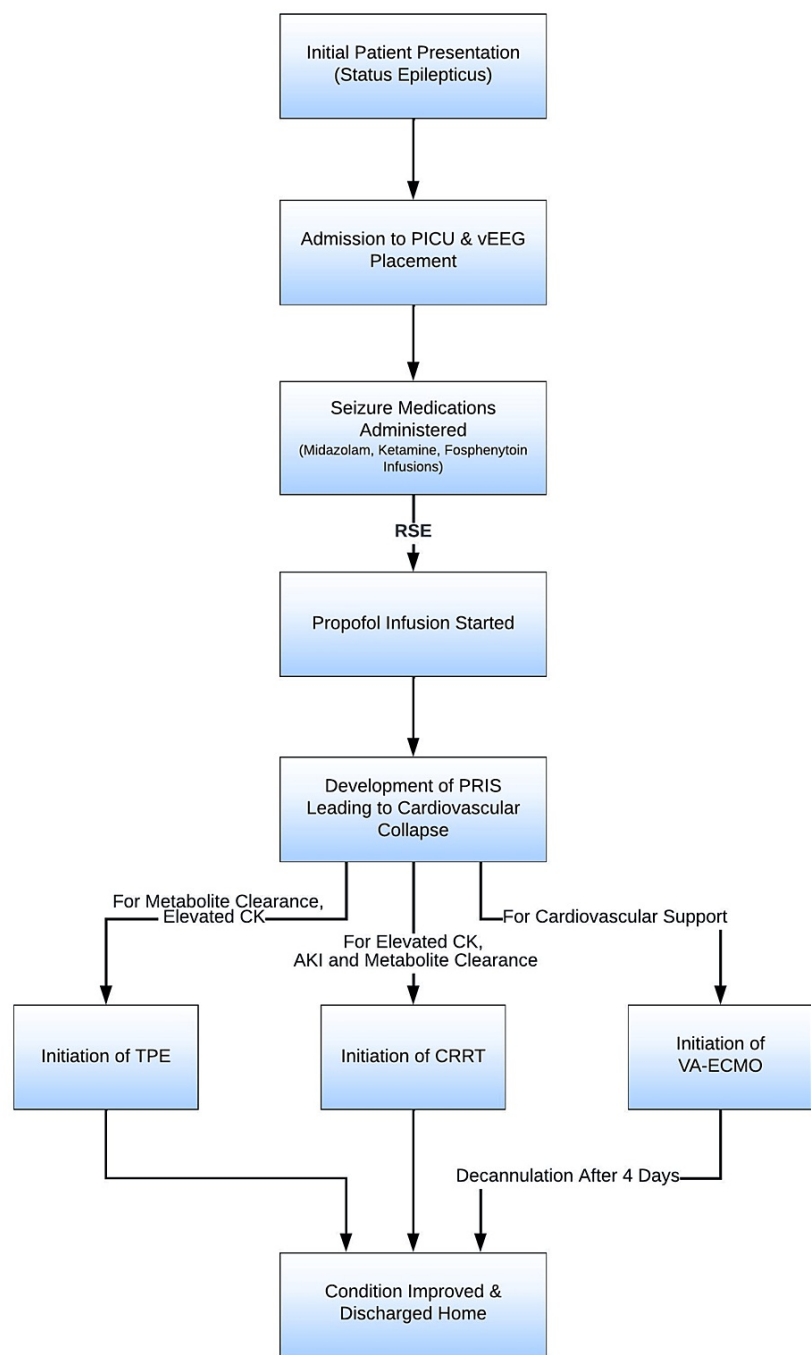 Initial Patient Presentation
(Status Epilepticus)
Admission to PICU & vEEG
Placement
Seizure Medications
Administered
(Midazolam, Ketamine, Fosphenytoin
Infusions)
RSE
Propofol Infusion Started
Development of PRIS
Leading to Cardiovascular
Collapse
For Metabolite Clearance,
Elevated CK
For Elevated CK,
AKI and Metabolite Clearance
For Cardiovascular Support
Initiation of TPE
Initiation of CRRT
Initiation of
VA-ECMO
Decannulation After 4 Days
Condition Improved &
Discharged Home